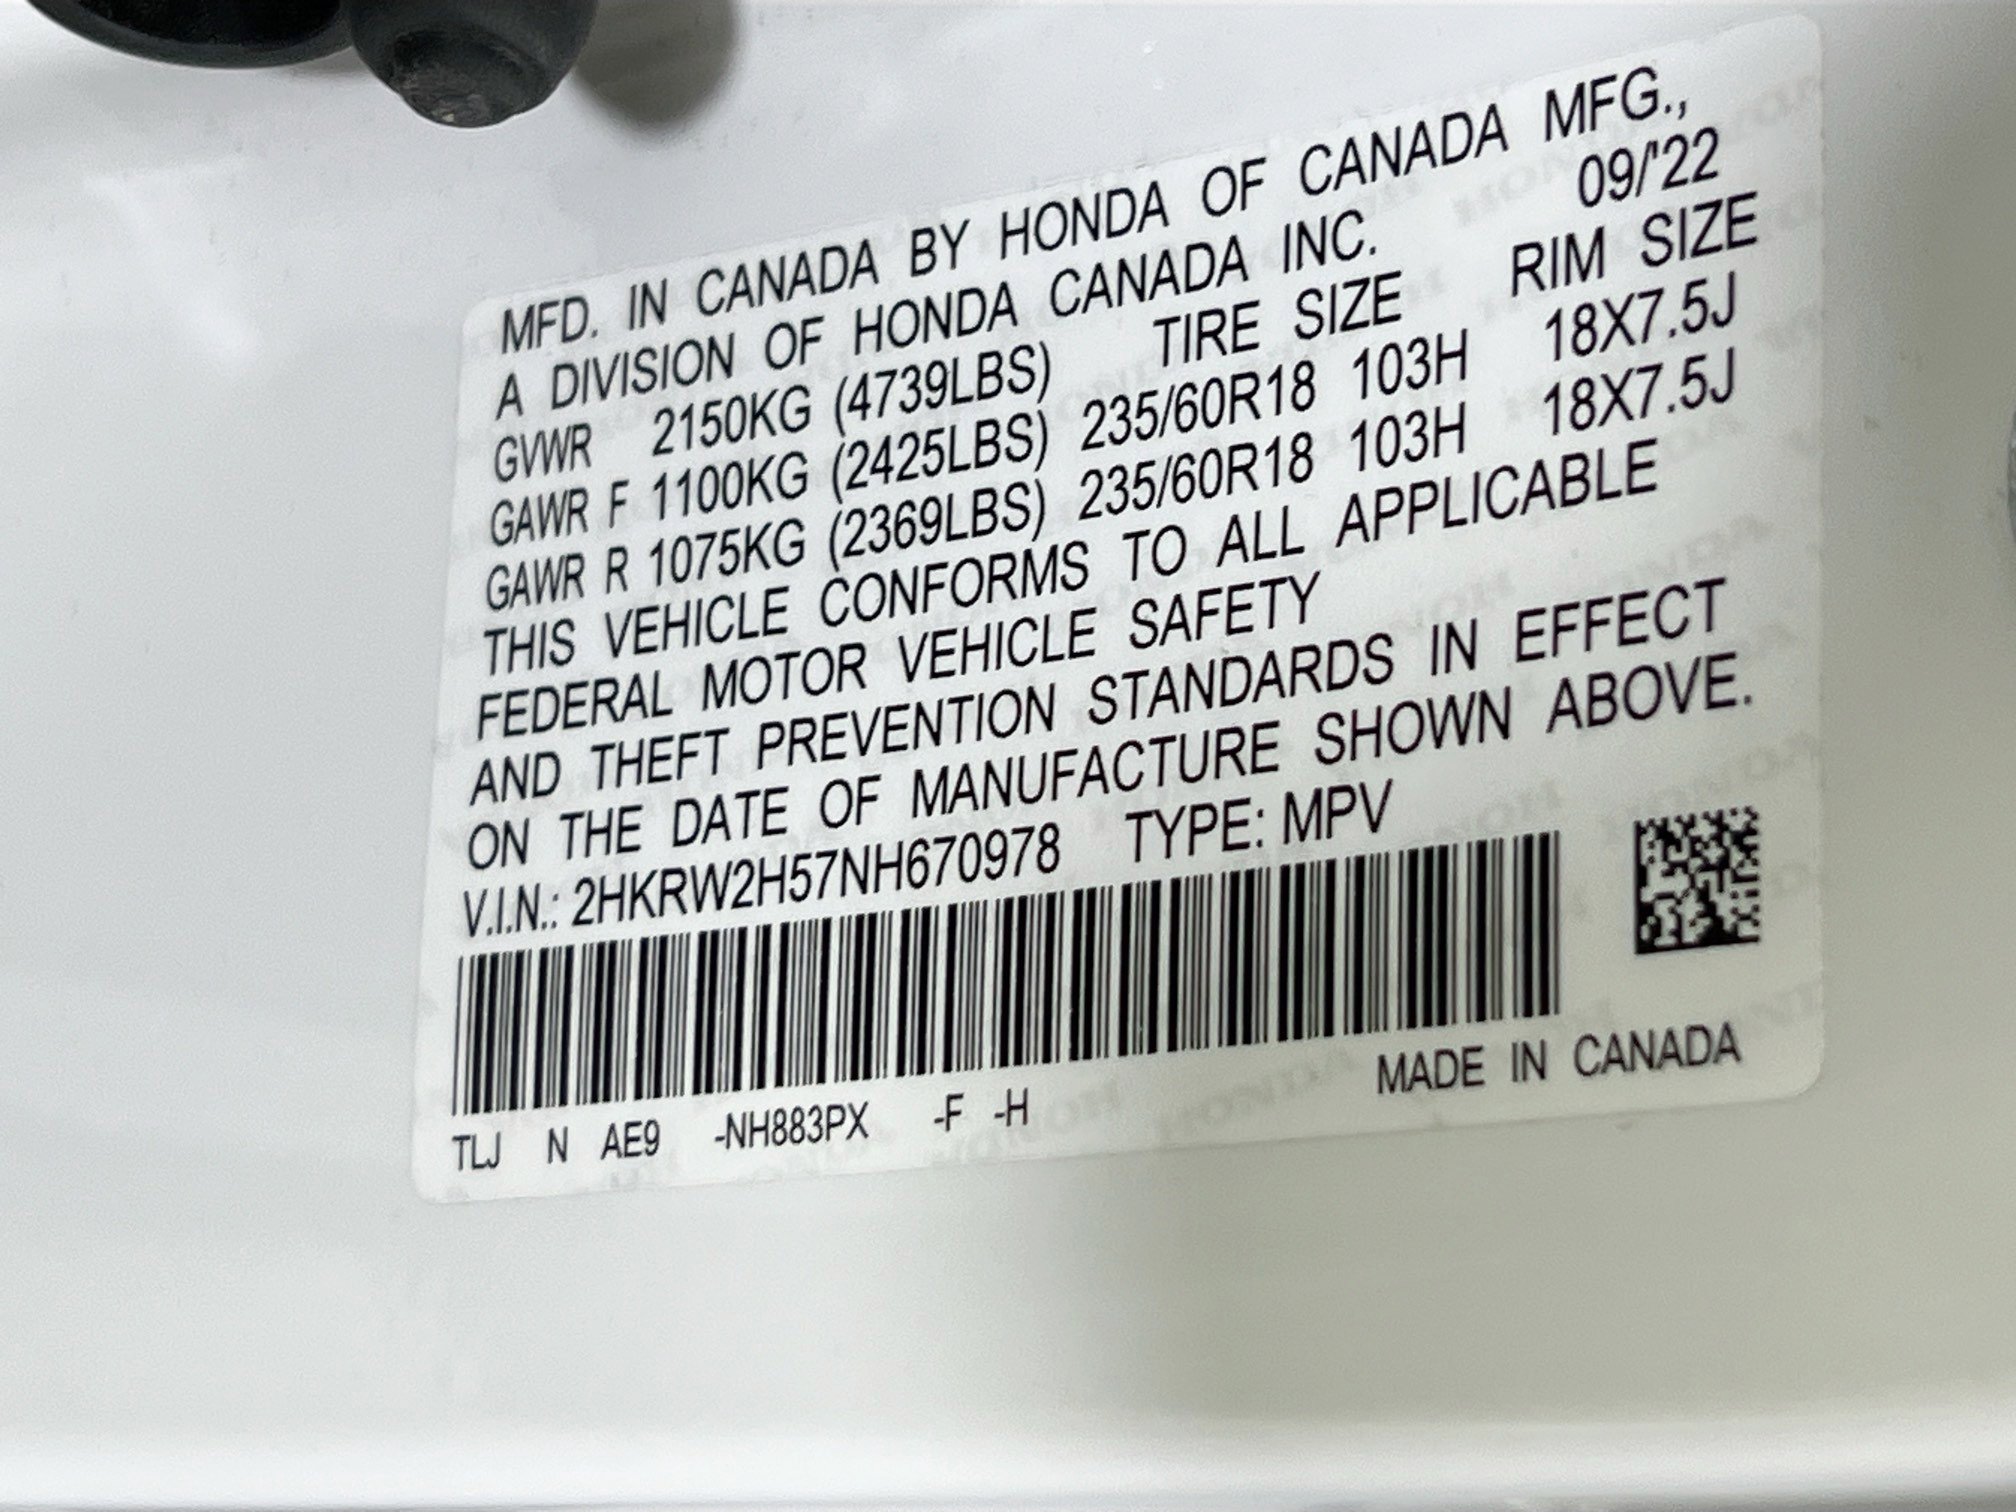 MFD. IN CANADA BY HONDA OF CANADA MFG.,
A DIVISION OF HONDA CANADA INC. 09/'22
GVWR 2150KG (4739LBS) TIRE SIZE RIM SIZE
GAWR F 1100KG (2425LBS) 235/60R18 103H 18X7.5J
GAWR R 1075KG (2369LBS) 235/60R18 103H 18X7.5J
THIS VEHICLE CONFORMS TO ALL APPLICABLE
FEDERAL MOTOR VEHICLE SAFETY
AND THEFT PREVENTION STANDARDS IN EFFECT
ON THE DATE OF MANUFACTURE SHOWN ABOVE.
V.I.N.: 2HKRW2H57NH670978 TYPE: MPV
TLJ N AE9 -NH883PX -F -H MADE IN CANADA